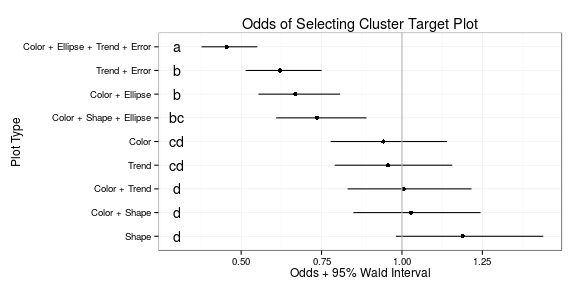 Odds of Selecting Cluster Target Plot
Plot Type
Color + Ellipse + Trend + Error a
Trend + Error b
Color + Ellipse b
Color + Shape + Ellipse bc
Color cd
Trend cd
Color + Trend d
Color + Shape d
Shape d
0.50 0.75 1.00 1.25
Odds + 95% Wald Interval